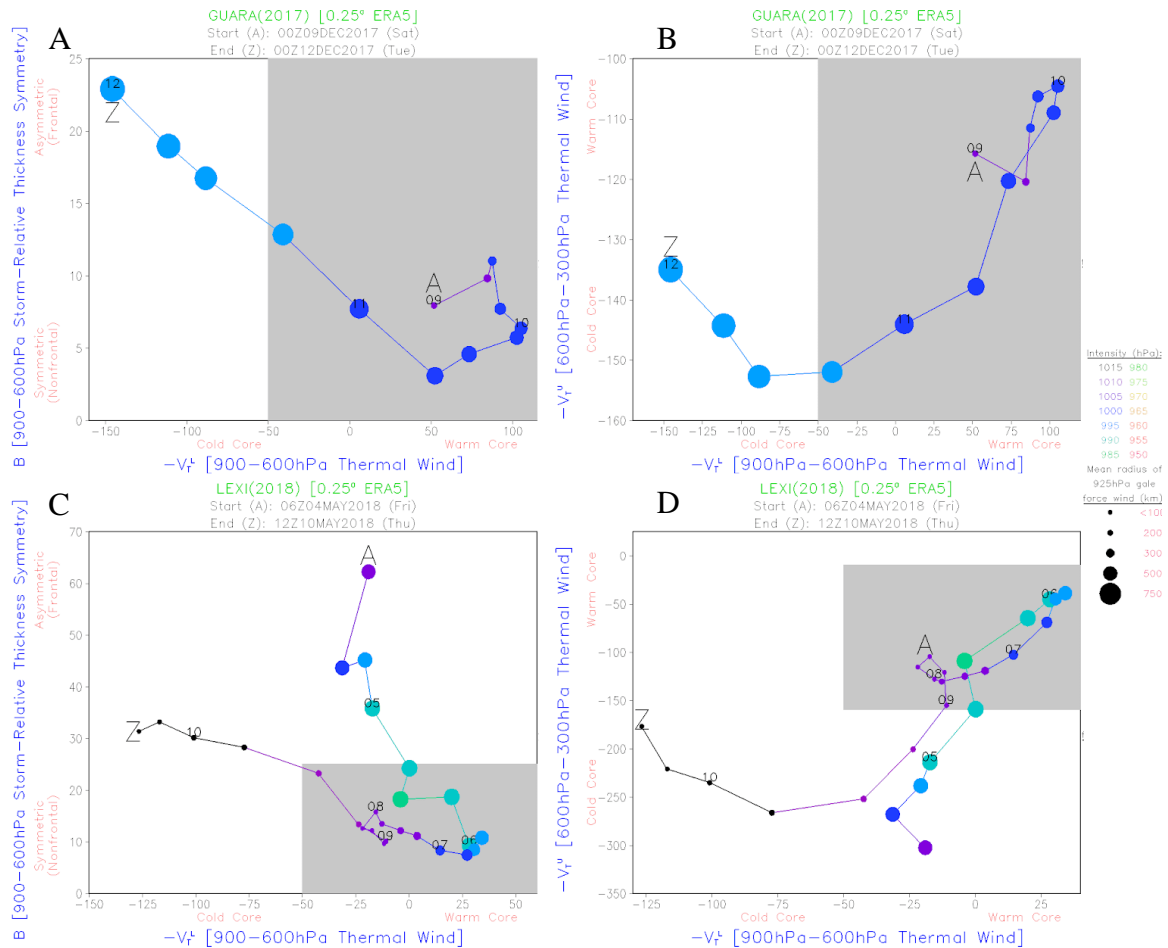 A
GUARA(2017) [0.25° ERA5]
Start (A): 00Z09DEC2017 (Sat)
End (Z): 00Z12DEC2017 (Tue)
B [900−600hPa Storm−Relative Thickness Symmetry]
Asymmetric
(Frontal)
Symmetric
(Nonfrontal)
25
20
15
10
5
0
12
Z
11
A
09
10
−150
−100
−50
0
50
100
Cold Core
Warm Core
−VTL [900−600hPa Thermal Wind]
B
GUARA(2017) [0.25° ERA5]
Start (A): 00Z09DEC2017 (Sat)
End (Z): 00Z12DEC2017 (Tue)
−VTU [600hPa−300hPa Thermal Wind]
Warm Core
Cold Core
−100
−110
−120
−130
−140
−150
−160
10
09
A
Z
12
11
−150
−125
−100
−75
−50
−25
0
25
50
75
100
Cold Core
Warm Core
−VTL [900hPa−600hPa Thermal Wind]
Intensity (hPa):
1015 980
1010 975
1005 970
1000 965
995 960
990 955
985 950
Mean radius of
925hPa gale
force wind (km)
<100
200
300
500
750
C
LEXI(2018) [0.25° ERA5]
Start (A): 06Z04MAY2018 (Fri)
End (Z): 12Z10MAY2018 (Thu)
B [900−600hPa Storm−Relative Thickness Symmetry]
Asymmetric
(Frontal)
Symmetric
(Nonfrontal)
70
60
50
40
30
20
10
0
A
05
Z
10
08
09
07
06
−150
−125
−100
−75
−50
−25
0
25
50
Cold Core
Warm Core
−VTL [900−600hPa Thermal Wind]
D
LEXI(2018) [0.25° ERA5]
Start (A): 06Z04MAY2018 (Fri)
End (Z): 12Z10MAY2018 (Thu)
−VTU [600hPa−300hPa Thermal Wind]
Warm Core
Cold Core
0
−50
−100
−150
−200
−250
−300
−350
06
A
07
08
09
Z
05
10
−125
−100
−75
−50
−25
0
25
Cold Core
Warm Core
−VTL [900hPa−600hPa Thermal Wind]